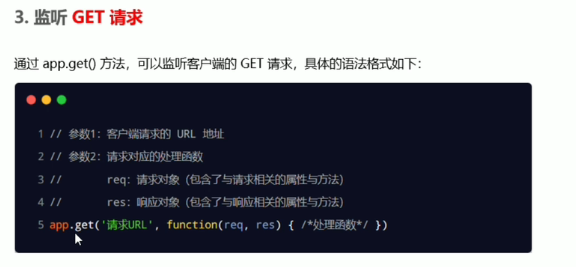 3. 监听 GET 请求
通过 app.get() 方法，可以监听客户端的 GET 请求，具体的语法格式如下：
1 // 参数1：客户端请求的 URL 地址
2 // 参数2：请求对应的处理函数
3 //       req：请求对象（包含了与请求相关的属性与方法）
4 //       res：响应对象（包含了与响应相关的属性与方法）
5 app.get('请求URL', function(req, res) { /*处理函数*/ })